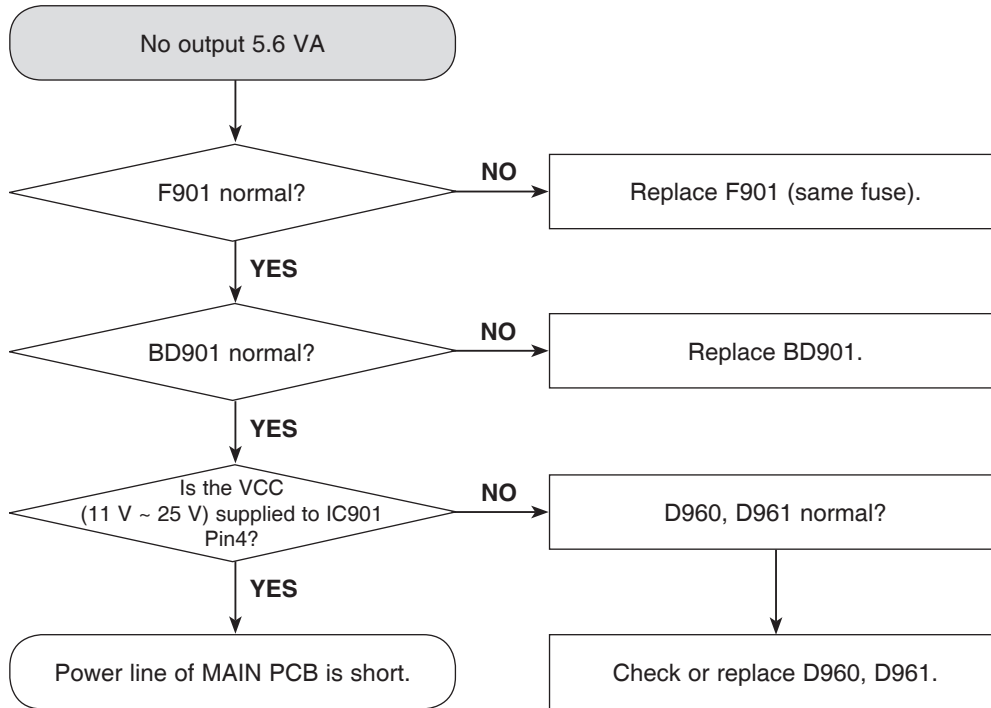 No output 5.6 VA
F901 normal?
NO
Replace F901 (same fuse).
YES
BD901 normal?
NO
Replace BD901.
YES
Is the VCC
(11 V ~ 25 V) supplied to IC901
Pin4?
NO
D960, D961 normal?
YES
Power line of MAIN PCB is short.
Check or replace D960, D961.